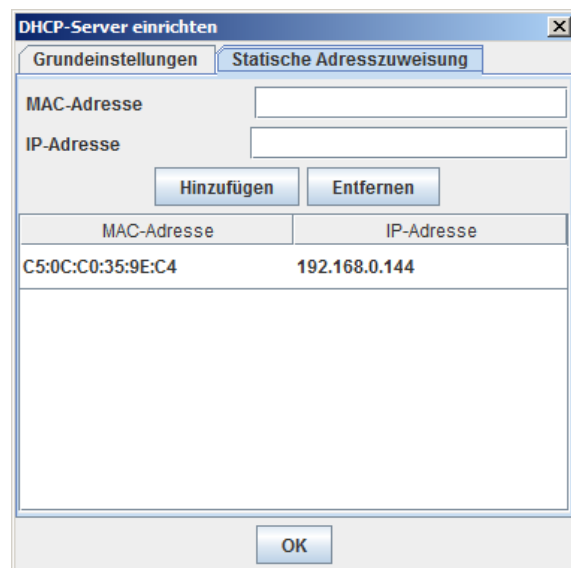 DHCP-Server einrichten
Grundeinstellungen Statische Adresszuweisung
MAC-Adresse
IP-Adresse
Hinzufügen Entfernen
MAC-Adresse IP-Adresse
C5:0C:C0:35:9E:C4 192.168.0.144
OK